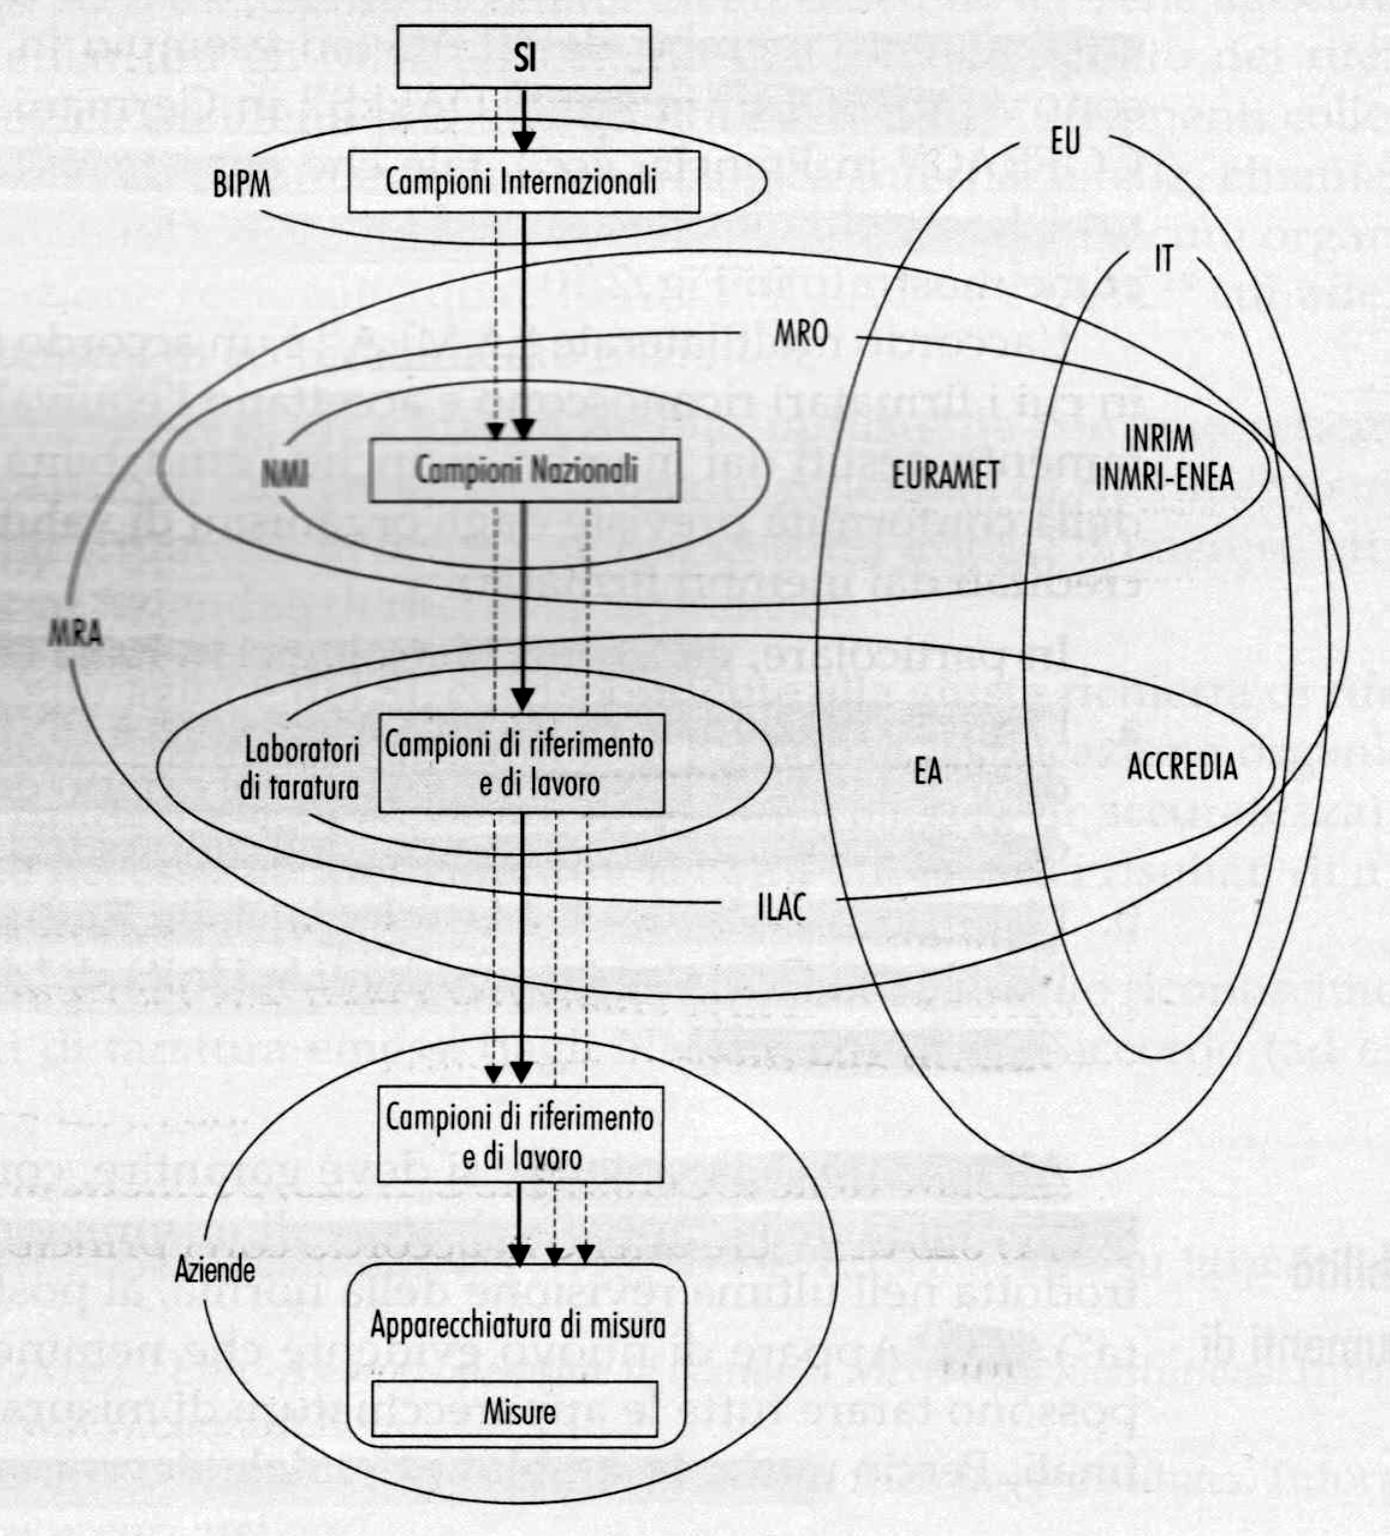 SI
BIPM
Campioni Internazionali
EU
IT
MRO
NMI
Campioni Nazionali
EURAMET
INRIM
INMRI-ENEA
MRA
Laboratori
di taratura
Campioni di riferimento
e di lavoro
EA
ACCREDIA
ILAC
Campioni di riferimento
e di lavoro
Aziende
Apparecchiatura di misura
Misure